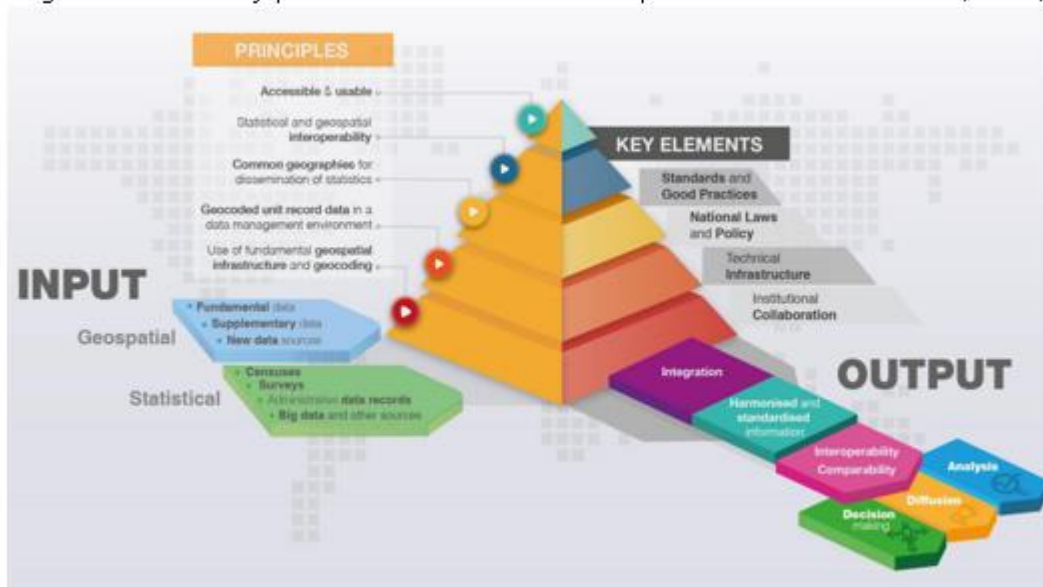 PRINCIPLES
Accessible & usable
Statistical and geospatial
interoperability
Common geographies for
dissemination of statistics
Geocoded unit record data in a
data management environment
Use of fundamental geospatial
infrastructure and geocoding
KEY ELEMENTS
Standards and
Good Practices
National Laws
and Policy
Technical
Infrastructure
Institutional
Collaboration
INPUT
Geospatial
Fundamental data
Supplementary data
New data sources
Statistical
Censuses
Surveys
Administrative data records
Big data and other sources
OUTPUT
Integration
Harmonised and
standardised
information
Interoperability
Comparability
Analysis
Diffusion
Decision
making